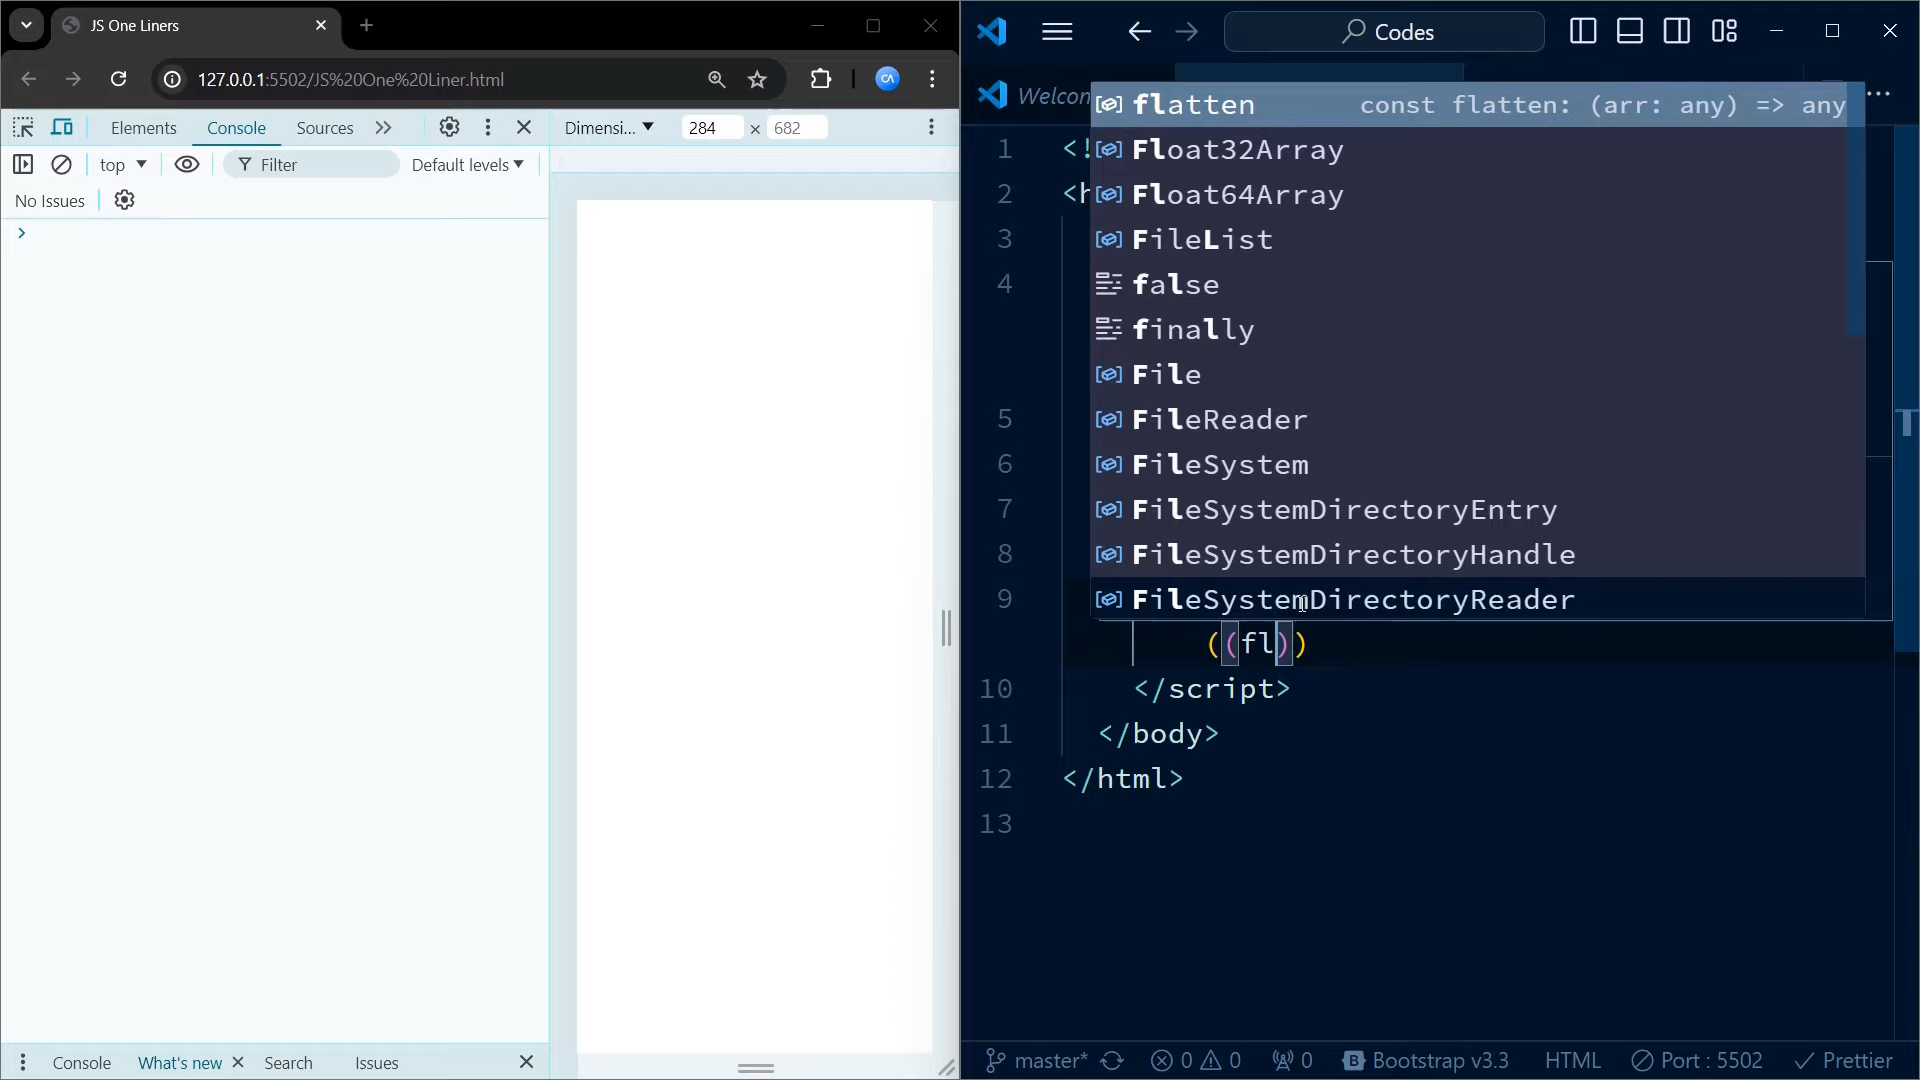 JS One Liners
127.0.0.1:5502/JS%20One%20Liner.html
Elements Console Sources
Dimensi... 284 × 682
top Filter Default levels
No Issues
Console What's new Search Issues
Codes
Welcon
flatten const flatten: (arr: any) => any
Float32Array
Float64Array
FileList
false
finally
File
FileReader
FileSystem
FileSystemDirectoryEntry
FileSystemDirectoryHandle
FileSystemDirectoryReader
1 <!
2 <h
3
4
5
6
7
8
9
((fl))
10 </script>
11 </body>
12 </html>
13
master* 0 0 0 Bootstrap v3.3 HTML Port : 5502 Prettier